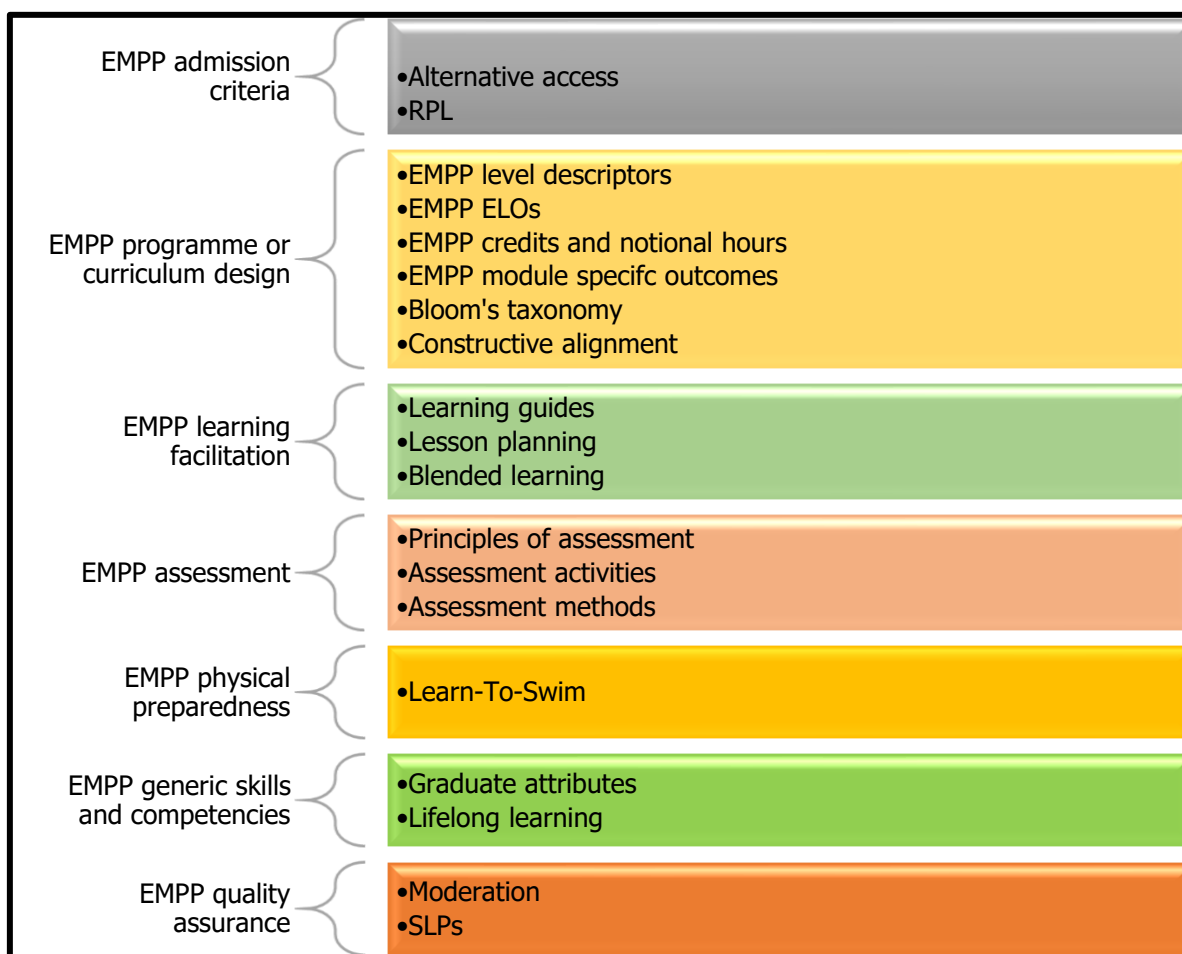 EMPP admission
criteria
•Alternative access
•RPL
EMPP programme or
curriculum design
•EMPP level descriptors
•EMPP ELOs
•EMPP credits and notional hours
•EMPP module specifc outcomes
•Bloom's taxonomy
•Constructive alignment
EMPP learning
facilitation
•Learning guides
•Lesson planning
•Blended learning
EMPP assessment
•Principles of assessment
•Assessment activities
•Assessment methods
EMPP physical
preparedness
•Learn-To-Swim
EMPP generic skills
and competencies
•Graduate attributes
•Lifelong learning
EMPP quality
assurance
•Moderation
•SLPs